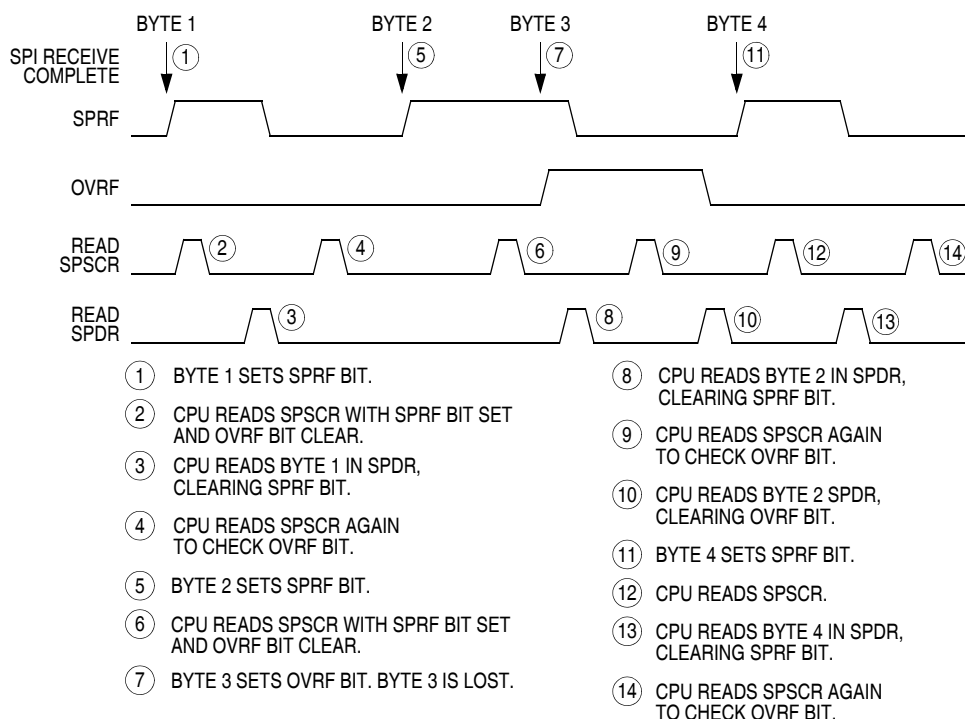 BYTE 1 BYTE 2 BYTE 3 BYTE 4
SPI RECEIVE
COMPLETE
1 5 7 11
SPRF
OVRF
READ
SPSCR
2 4 6 9 12 14
READ
SPDR
3 8 10 13
1 BYTE 1 SETS SPRF BIT.
2 CPU READS SPSCR WITH SPRF BIT SET
AND OVRF BIT CLEAR.
3 CPU READS BYTE 1 IN SPDR,
CLEARING SPRF BIT.
4 CPU READS SPSCR AGAIN
TO CHECK OVRF BIT.
5 BYTE 2 SETS SPRF BIT.
6 CPU READS SPSCR WITH SPRF BIT SET
AND OVRF BIT CLEAR.
7 BYTE 3 SETS OVRF BIT. BYTE 3 IS LOST.
8 CPU READS BYTE 2 IN SPDR,
CLEARING SPRF BIT.
9 CPU READS SPSCR AGAIN
TO CHECK OVRF BIT.
10 CPU READS BYTE 2 SPDR,
CLEARING OVRF BIT.
11 BYTE 4 SETS SPRF BIT.
12 CPU READS SPSCR.
13 CPU READS BYTE 4 IN SPDR,
CLEARING SPRF BIT.
14 CPU READS SPSCR AGAIN
TO CHECK OVRF BIT.